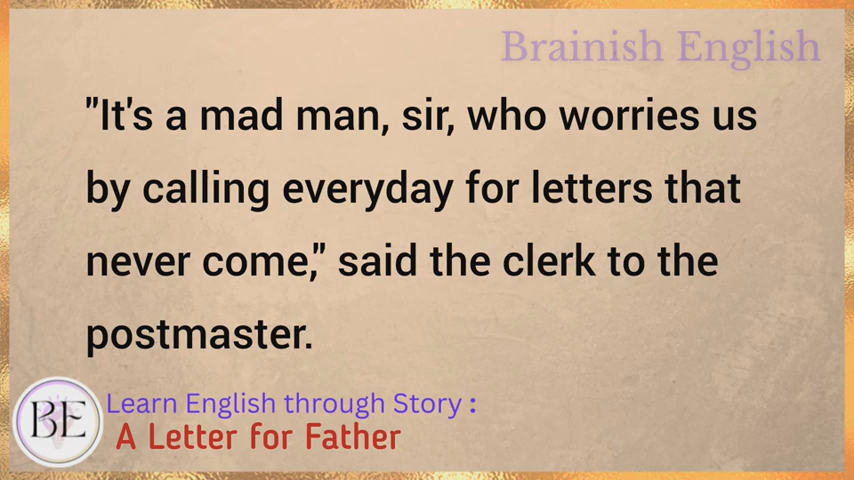 Brainish English
"It's a mad man, sir, who worries us
by calling everyday for letters that
never come," said the clerk to the
postmaster.
BE
Learn English through Story :
A Letter for Father